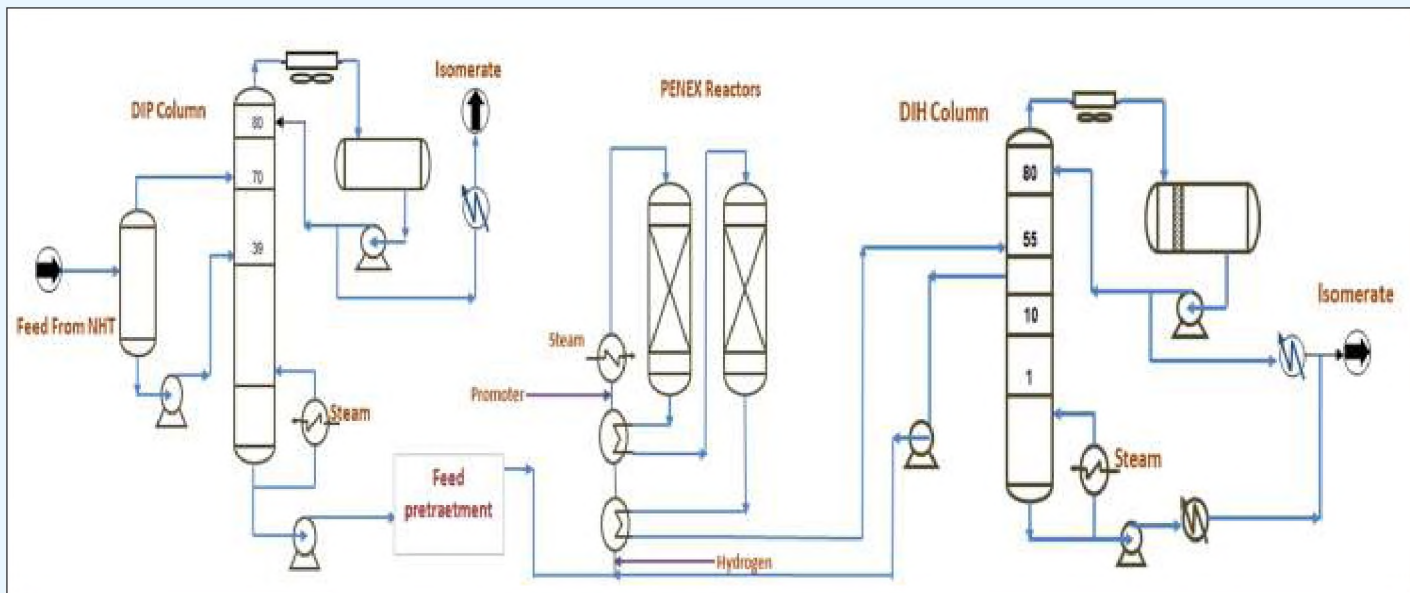 DIP Column
80
70
39
Feed From NHT
Steam
Isomerate
Feed
pretraetment
PENEX Reactors
Steam
Promoter
Hydrogen
DIH Column
80
55
10
1
Steam
Isomerate